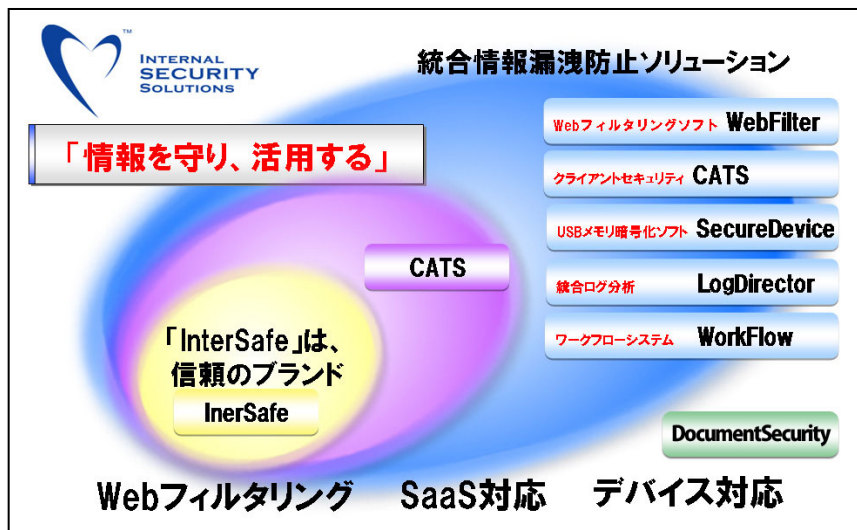 INTERNAL
SECURITY
SOLUTIONS
TM
統合情報漏洩防止ソリューション
「情報を守り、活用する」
Webフィルタリングソフト WebFilter
クライアントセキュリティ CATS
USBメモリ暗号化ソフト SecureDevice
統合ログ分析 LogDirector
ワークフローシステム WorkFlow
CATS
「InterSafe」は、
信頼のブランド
InerSafe
DocumentSecurity
Webフィルタリング SaaS対応 デバイス対応